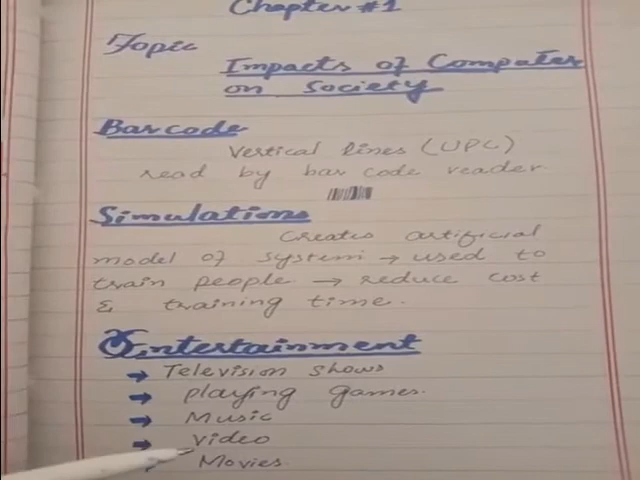 Chapter #1
Topic
Impacts of Computer
on Society
Barcode
Vertical lines (UPC)
read by bar code reader.
Simulations
Creates artificial
model of system → used to
train people → reduce cost
& training time.
Entertainment
→ Television shows
→ playing games.
→ Music
→ Video
→ Movies.